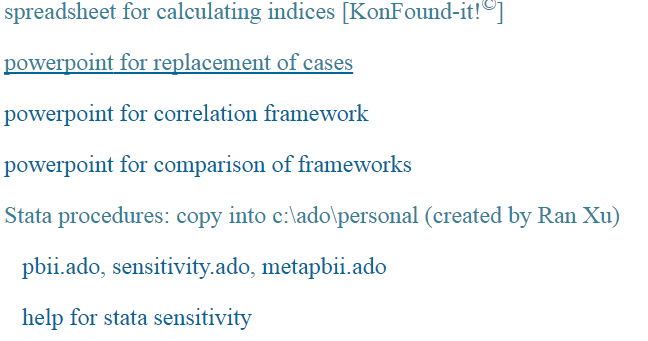 spreadsheet for calculating indices [KonFound-it!©]
powerpoint for replacement of cases
powerpoint for correlation framework
powerpoint for comparison of frameworks
Stata procedures: copy into c:\ado\personal (created by Ran Xu)
pbii.ado, sensitivity.ado, metapbii.ado
help for stata sensitivity